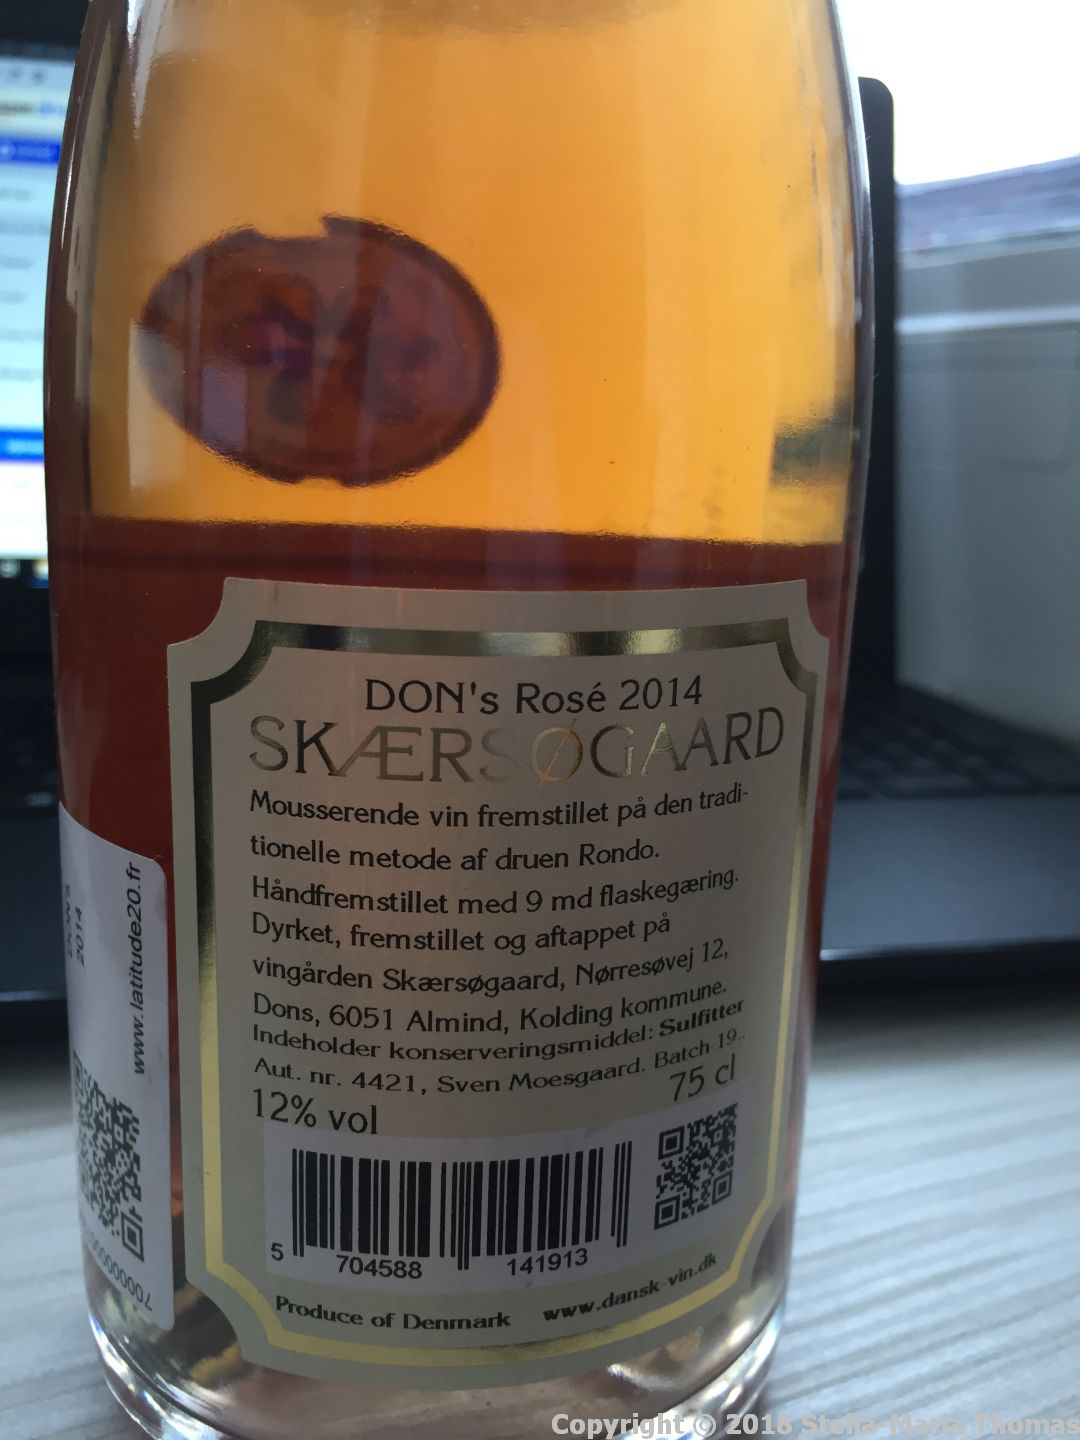 DON's Rosé 2014
SKÆRSØGAARD
Mousserende vin fremstillet på den tradi-
tionelle metode af druen Rondo.
Håndfremstillet med 9 md flaskegæring.
Dyrket, fremstillet og aftappet på
vingården Skærsøgaard, Nørresøvej 12,
Dons, 6051 Almind, Kolding kommune.
Indeholder konserveringsmiddel: Sulfitter
Aut. nr. 4421, Sven Moesgaard. Batch 19..
12% vol 75 cl
5 704588 141913
Produce of Denmark www.dansk-vin.dk
DON'S
2014
www.latitude20.fr
Copyright © 2018 Stella-Maria Thomas